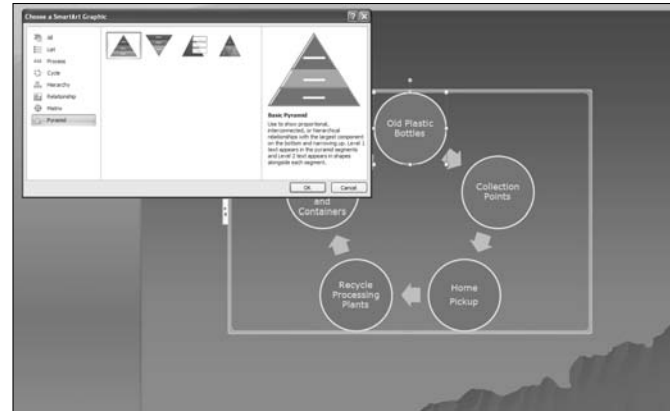 Choose a SmartArt Graphic
All
List
Process
Cycle
Hierarchy
Relationship
Matrix
Pyramid
Basic Pyramid
Use to show proportional,
interconnected, or hierarchical
relationships with the largest component
on the bottom and narrowing up. Level 1
text appears in the pyramid segments
and Level 2 text appears in shapes
alongside each segment.
OK
Cancel
Old Plastic
Bottles
Collection
Points
Home
Pickup
Recycle
Processing
Plants
and
Containers